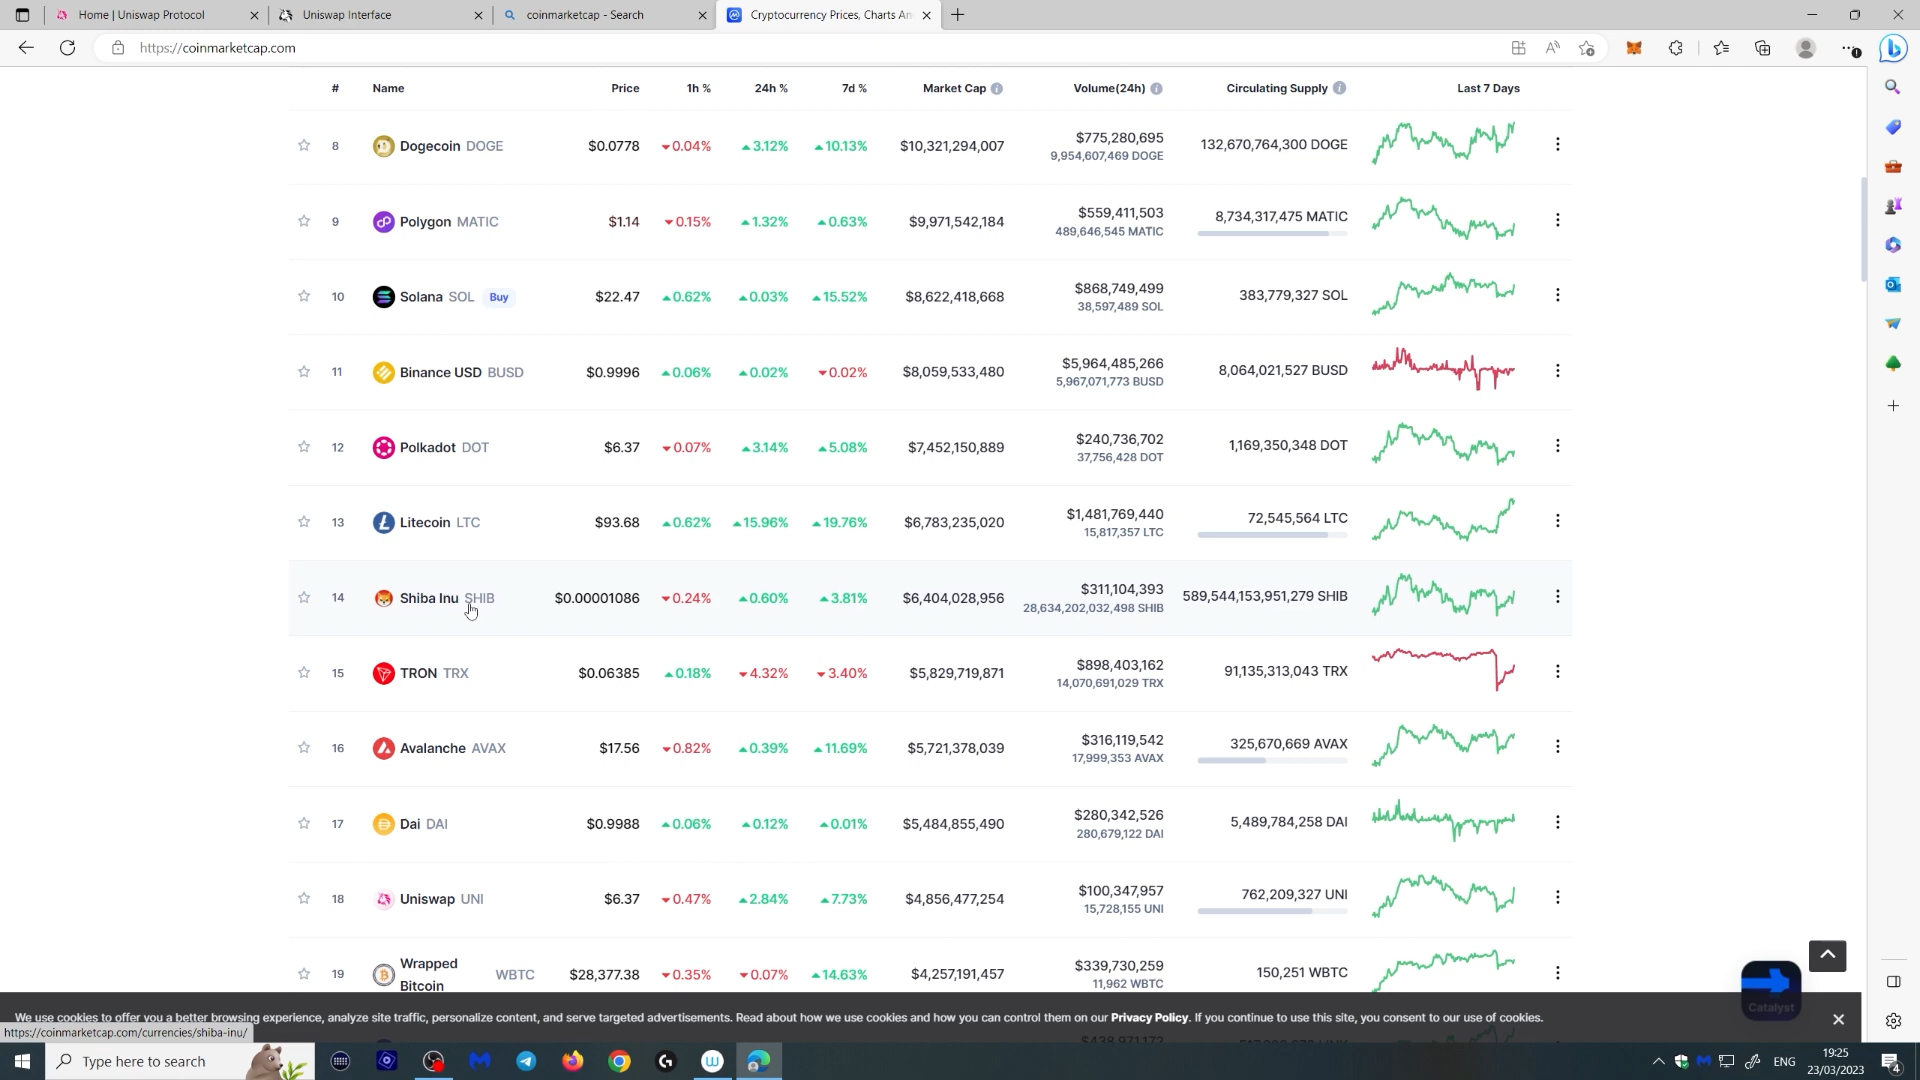 Home | Uniswap Protocol
Uniswap Interface
coinmarketcap - Search
Cryptocurrency Prices, Charts An
https://coinmarketcap.com
# Name Price 1h % 24h % 7d % Market Cap Volume(24h) Circulating Supply Last 7 Days
8 Dogecoin DOGE $0.0778 0.04% 3.12% 10.13% $10,321,294,007 $775,280,695 132,670,764,300 DOGE
9,954,607,469 DOGE
9 Polygon MATIC $1.14 0.15% 1.32% 0.63% $9,971,542,184 $559,411,503 8,734,317,475 MATIC
489,646,545 MATIC
10 Solana SOL Buy $22.47 0.62% 0.03% 15.52% $8,622,418,668 $868,749,499 383,779,327 SOL
38,597,489 SOL
11 Binance USD BUSD $0.9996 0.06% 0.02% 0.02% $8,059,533,480 $5,964,485,266 8,064,021,527 BUSD
5,967,071,773 BUSD
12 Polkadot DOT $6.37 0.07% 3.14% 5.08% $7,452,150,889 $240,736,702 1,169,350,348 DOT
37,756,428 DOT
13 Litecoin LTC $93.68 0.62% 15.96% 19.76% $6,783,235,020 $1,481,769,440 72,545,564 LTC
15,817,357 LTC
14 Shiba Inu SHIB $0.00001086 0.24% 0.60% 3.81% $6,404,028,956 $311,104,393 589,544,153,951,279 SHIB
28,634,202,032,498 SHIB
15 TRON TRX $0.06385 0.18% 4.32% 3.40% $5,829,719,871 $898,403,162 91,135,313,043 TRX
14,070,691,029 TRX
16 Avalanche AVAX $17.56 0.82% 0.39% 11.69% $5,721,378,039 $316,119,542 325,670,669 AVAX
17,999,353 AVAX
17 Dai DAI $0.9988 0.06% 0.12% 0.01% $5,484,855,490 $280,342,526 5,489,784,258 DAI
280,679,122 DAI
18 Uniswap UNI $6.37 0.47% 2.84% 7.73% $4,856,477,254 $100,347,957 762,209,327 UNI
15,728,155 UNI
19 Wrapped Bitcoin WBTC $28,377.38 0.35% 0.07% 14.63% $4,257,191,457 $339,730,259 150,251 WBTC
11,962 WBTC
Catalyst
We use cookies to offer you a better browsing experience, analyze site traffic, personalize content, and serve targeted advertisements. Read about how we use cookies and how you can control them on our Privacy Policy. If you continue to use this site, you consent to our use of cookies.
https://coinmarketcap.com/currencies/shiba-inu/
Type here to search
ENG
19:25
23/03/2023
4